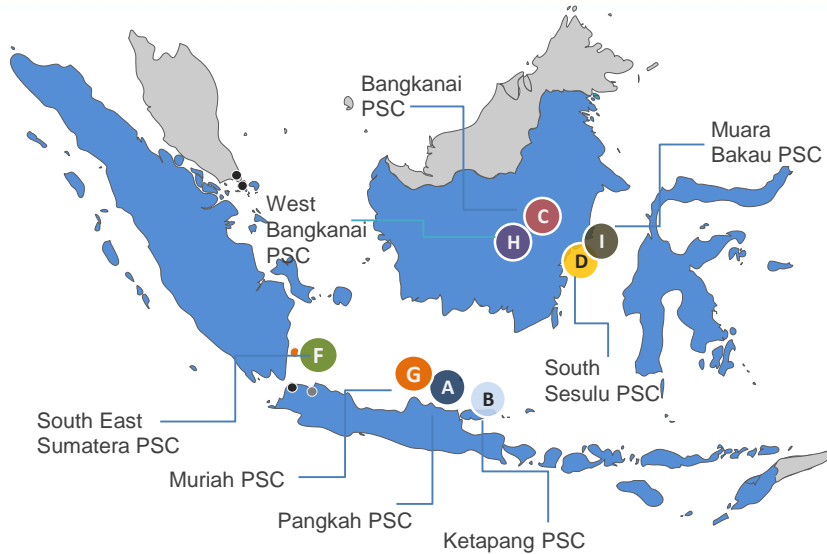 Bangkanai
PSC
Muara
Bakau PSC
West
Bangkanai
PSC
C
H
I
D
F
G
A
B
South
Sesulu PSC
South East
Sumatera PSC
Muriah PSC
Pangkah PSC
Ketapang PSC